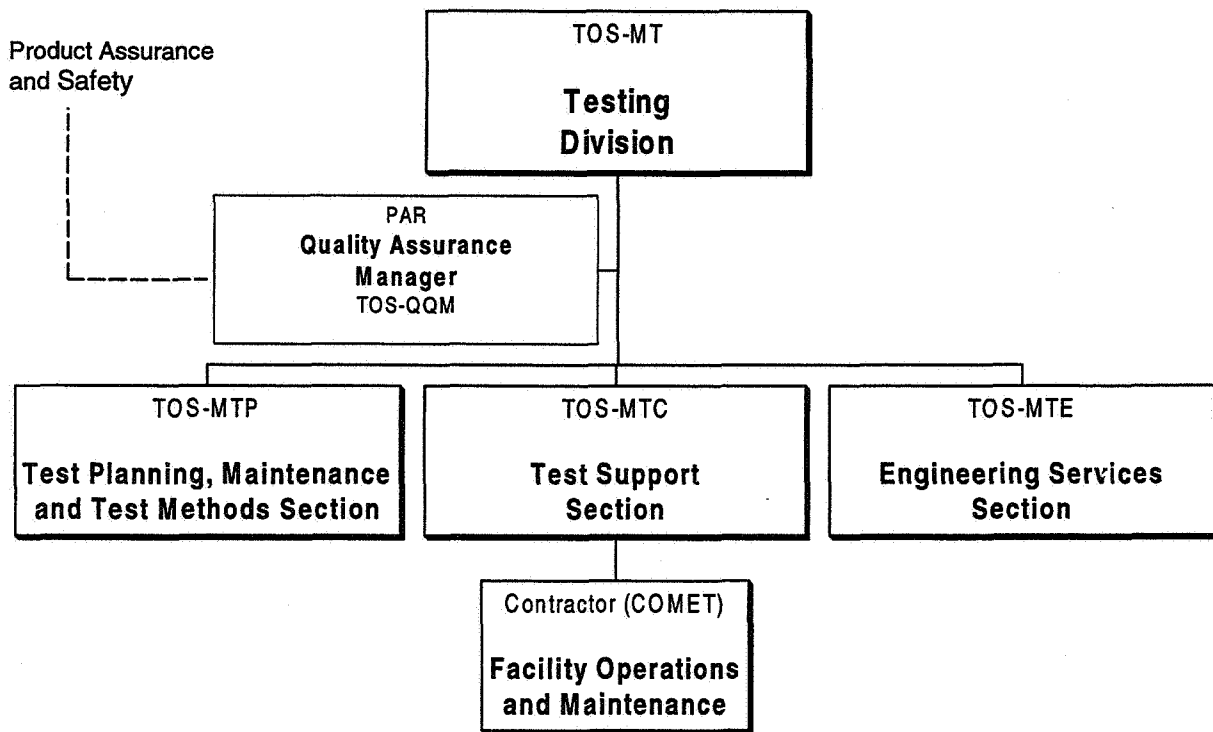 TOS-MT
Testing
Division
Product Assurance
and Safety
PAR
Quality Assurance
Manager
TOS-QQM
TOS-MTP
Test Planning, Maintenance
and Test Methods Section
TOS-MTC
Test Support
Section
TOS-MTE
Engineering Services
Section
Contractor (COMET)
Facility Operations
and Maintenance